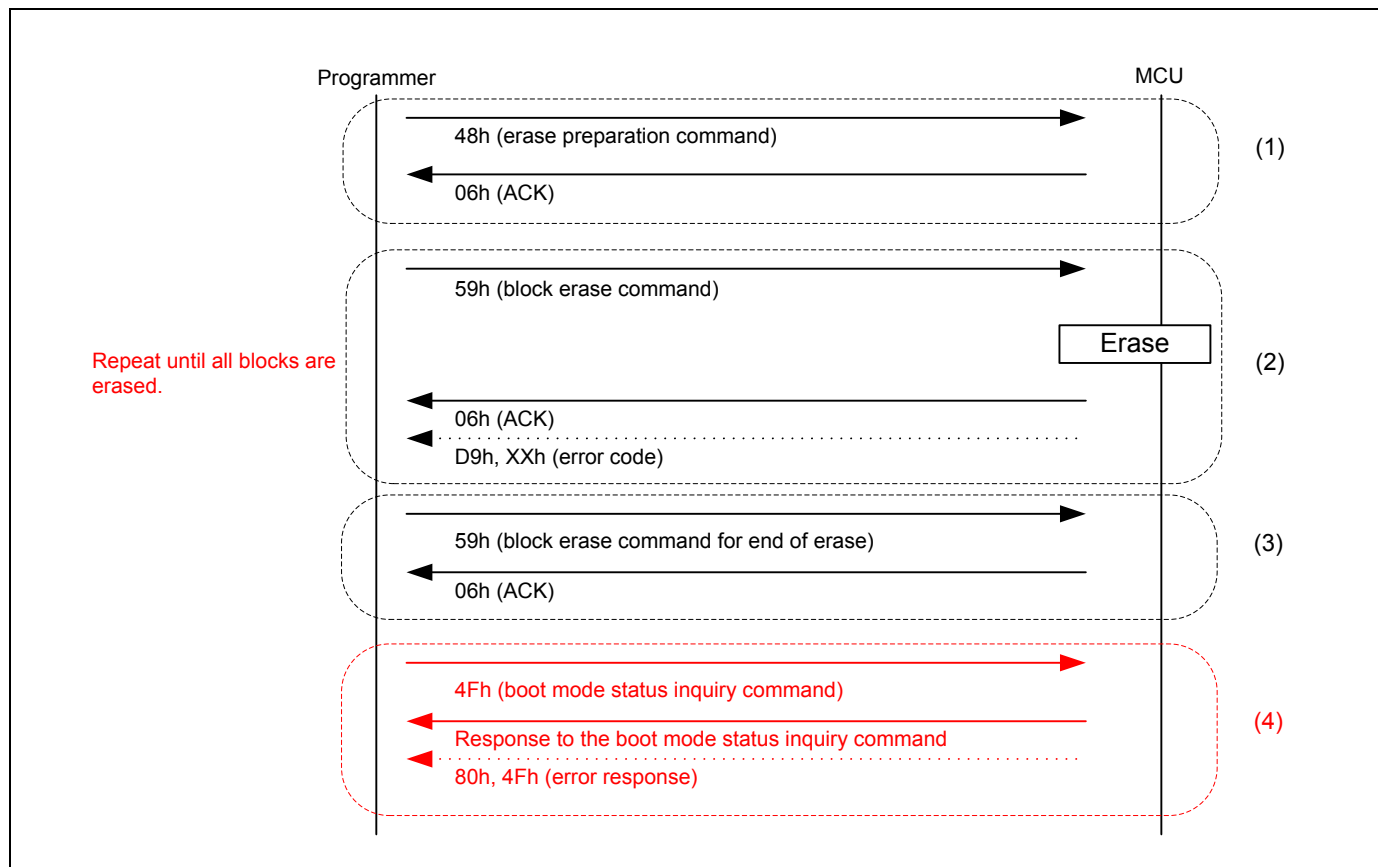 Programmer
MCU
48h (erase preparation command)
(1)
06h (ACK)
59h (block erase command)
Erase
Repeat until all blocks are
erased.
(2)
06h (ACK)
D9h, XXh (error code)
59h (block erase command for end of erase)
(3)
06h (ACK)
4Fh (boot mode status inquiry command)
(4)
Response to the boot mode status inquiry command
80h, 4Fh (error response)